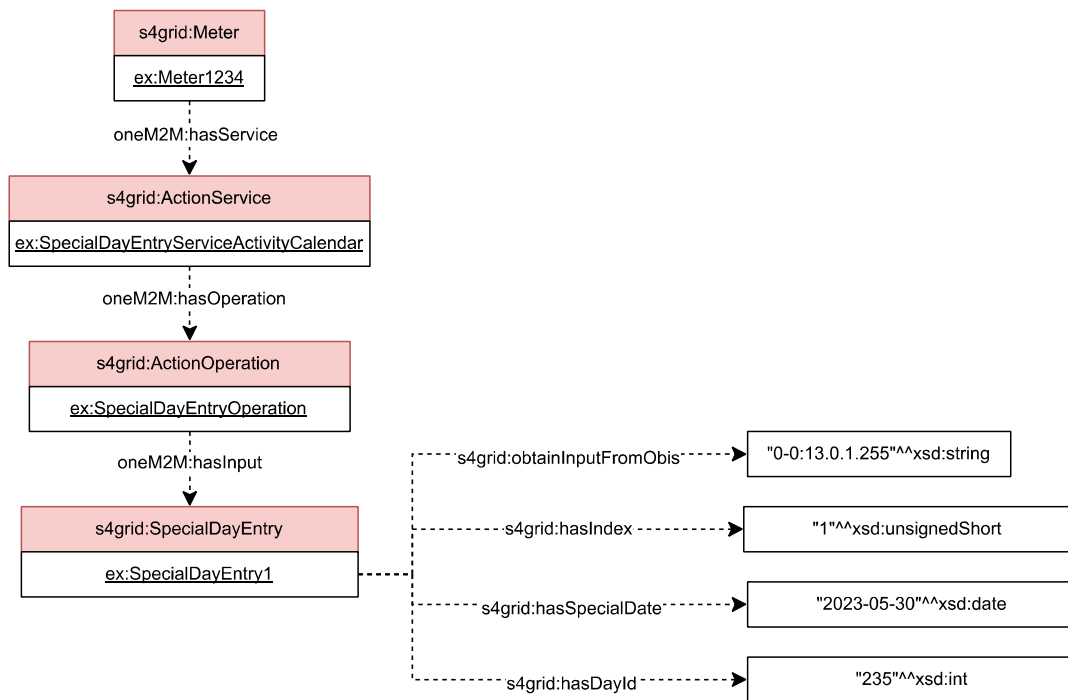 s4grid:Meter
ex:Meter1234
oneM2M:hasService
s4grid:ActionService
ex:SpecialDayEntryServiceActivityCalendar
oneM2M:hasOperation
s4grid:ActionOperation
ex:SpecialDayEntryOperation
oneM2M:hasInput
s4grid:SpecialDayEntry
ex:SpecialDayEntry1
s4grid:obtainInputFromObis
"0-0:13.0.1.255"^^xsd:string
s4grid:hasIndex
"1"^^xsd:unsignedShort
s4grid:hasSpecialDate
"2023-05-30"^^xsd:date
s4grid:hasDayId
"235"^^xsd:int